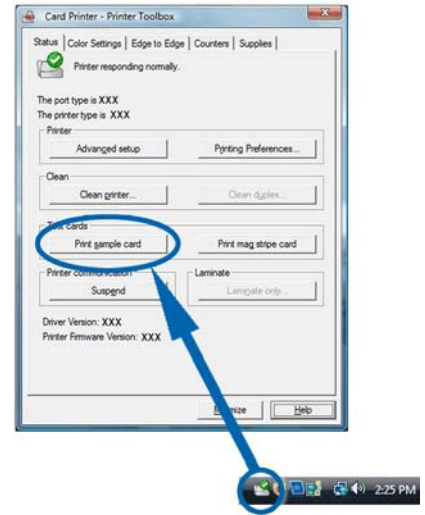 Card Printer - Printer Toolbox
Status Color Settings Edge to Edge Counters Supplies
Printer responding normally.
The port type is XXX
The printer type is XXX
Printer
Advanced setup Printing Preferences...
Clean
Clean printer... Clean duplex...
Test cards
Print sample card Print mag stripe card
Printer communication Laminate
Suspend Laminate only...
Driver Version: XXX
Printer Firmware Version: XXX
Help
2:25 PM